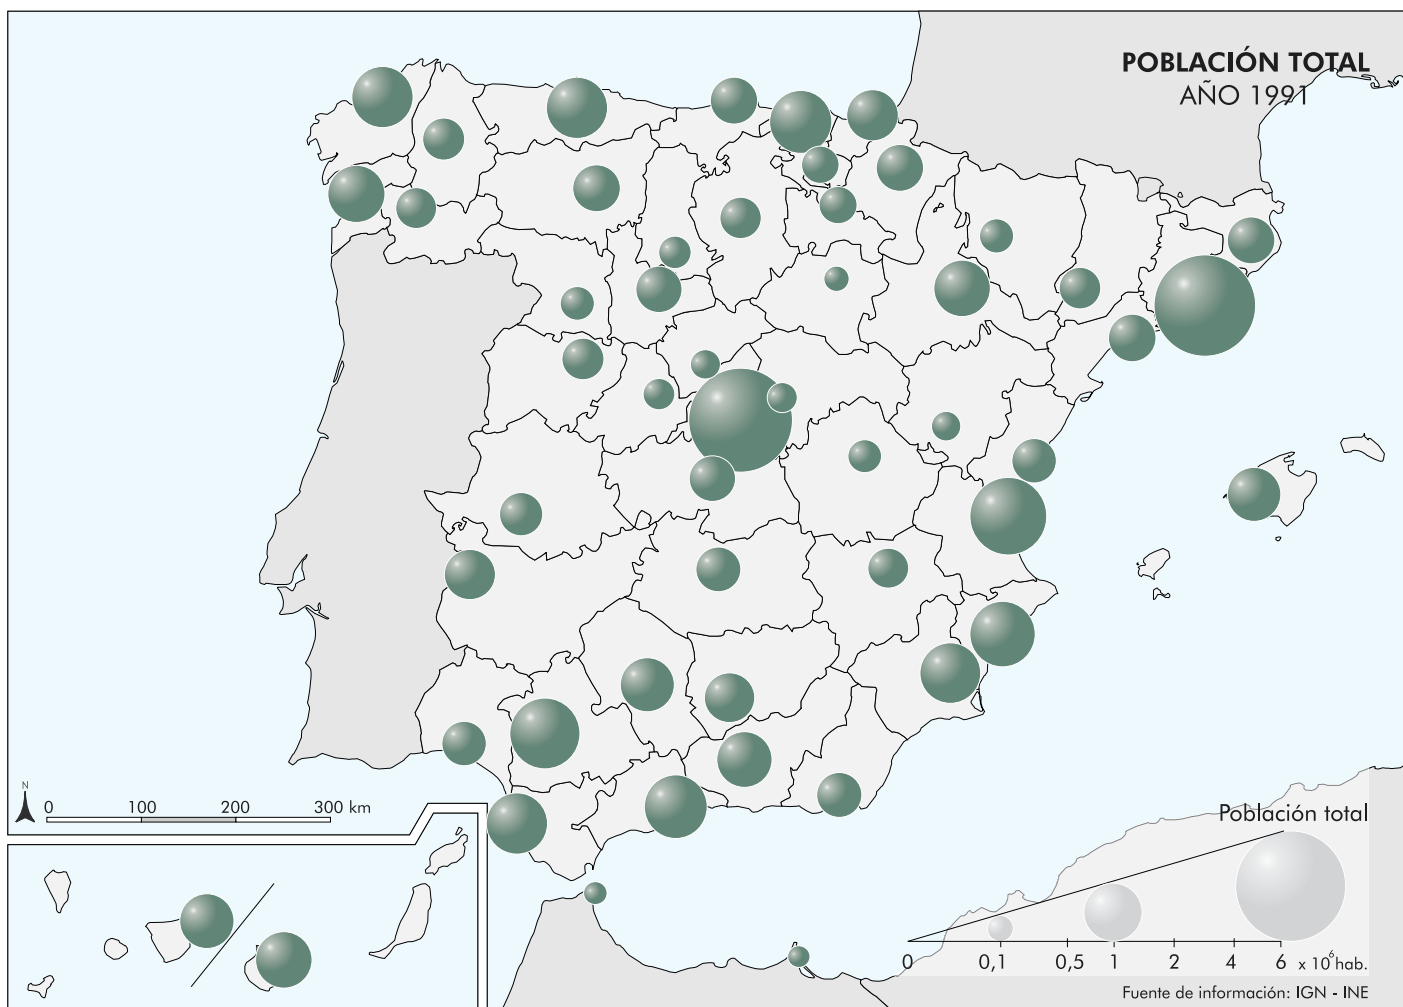 POBLACIÓN TOTAL
AÑO 1991
N
0 100 200 300 km
Población total
0 0,1 0,5 1 2 4 6 x 10⁶ hab.
Fuente de información: IGN - INE